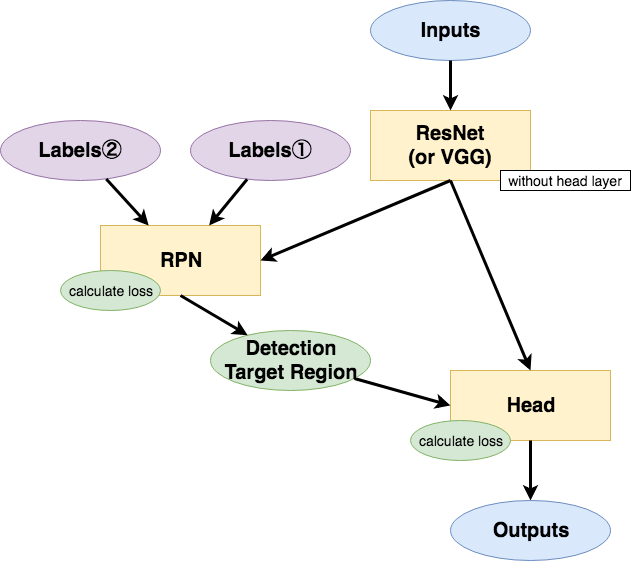 Inputs
ResNet
(or VGG)
without head layer
Labels②
Labels①
RPN
calculate loss
Detection
Target Region
Head
calculate loss
Outputs